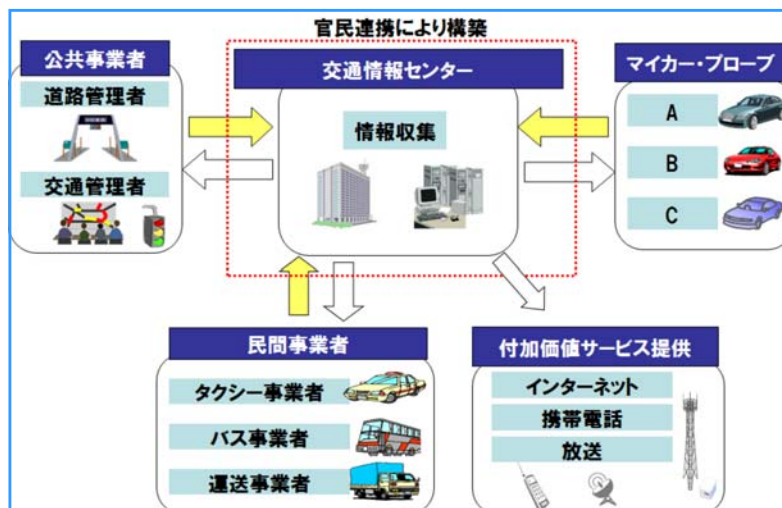 官民連携により構築
公共事業者
道路管理者
交通管理者
交通情報センター
情報収集
マイカー・プローブ
A
B
C
民間事業者
タクシー事業者
バス事業者
運送事業者
付加価値サービス提供
インターネット
携帯電話
放送